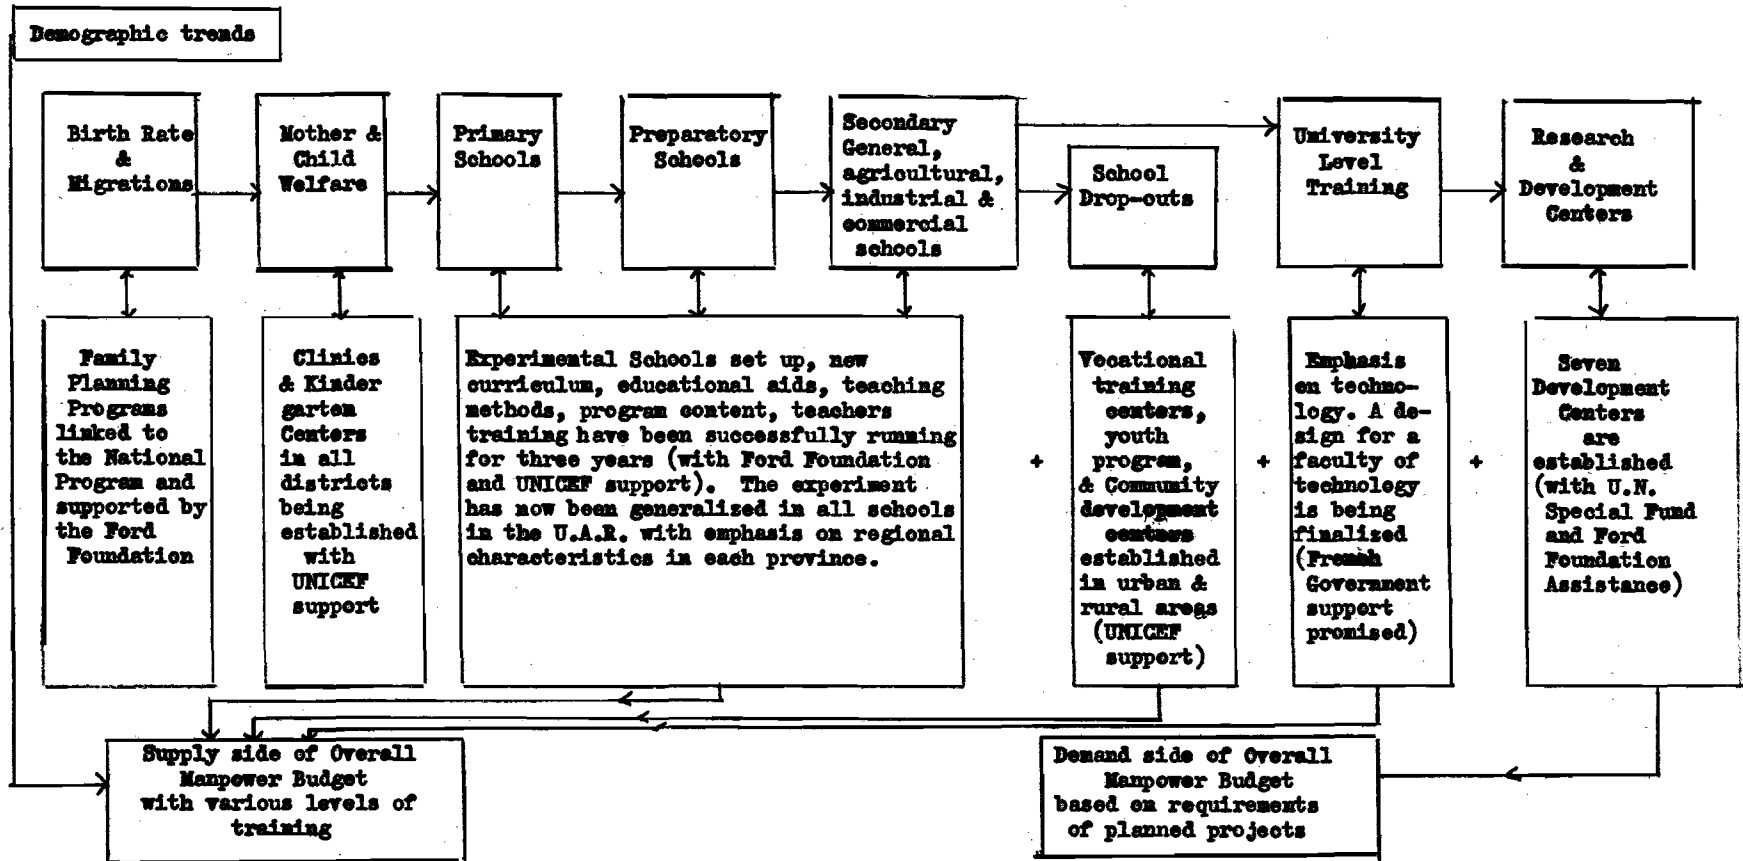 Demographic trends
Birth Rate
&
Migrations
Mother &
Child
Welfare
Primary
Schools
Preparatory
Schools
Secondary
General,
agricultural,
industrial &
commercial
schools
School
Drop-outs
University
Level
Training
Research
&
Development
Centers
Family
Planning
Programs
linked to
the National
Program and
supported by
the Ford
Foundation
Clinics
& Kinder
garten
Centers
in all
districts
being
established
with
UNICEF
support
Experimental Schools set up, new
curriculum, educational aids, teaching
methods, program content, teachers
training have been successfully running
for three years (with Ford Foundation
and UNICEF support). The experiment
has now been generalized in all schools
in the U.A.R. with emphasis on regional
characteristics in each province.
+
Vocational
training
centers,
youth
program,
& Community
development
centers
established
in urban &
rural areas
(UNICEF
support)
+
Emphasis
on techno-
logy. A de-
sign for a
faculty of
technology
is being
finalized
(French
Government
support
promised)
+
Seven
Development
Centers
are
established
(with U.N.
Special Fund
and Ford
Foundation
Assistance)
Supply side of Overall
Manpower Budget
with various levels of
training
Demand side of Overall
Manpower Budget
based on requirements
of planned projects